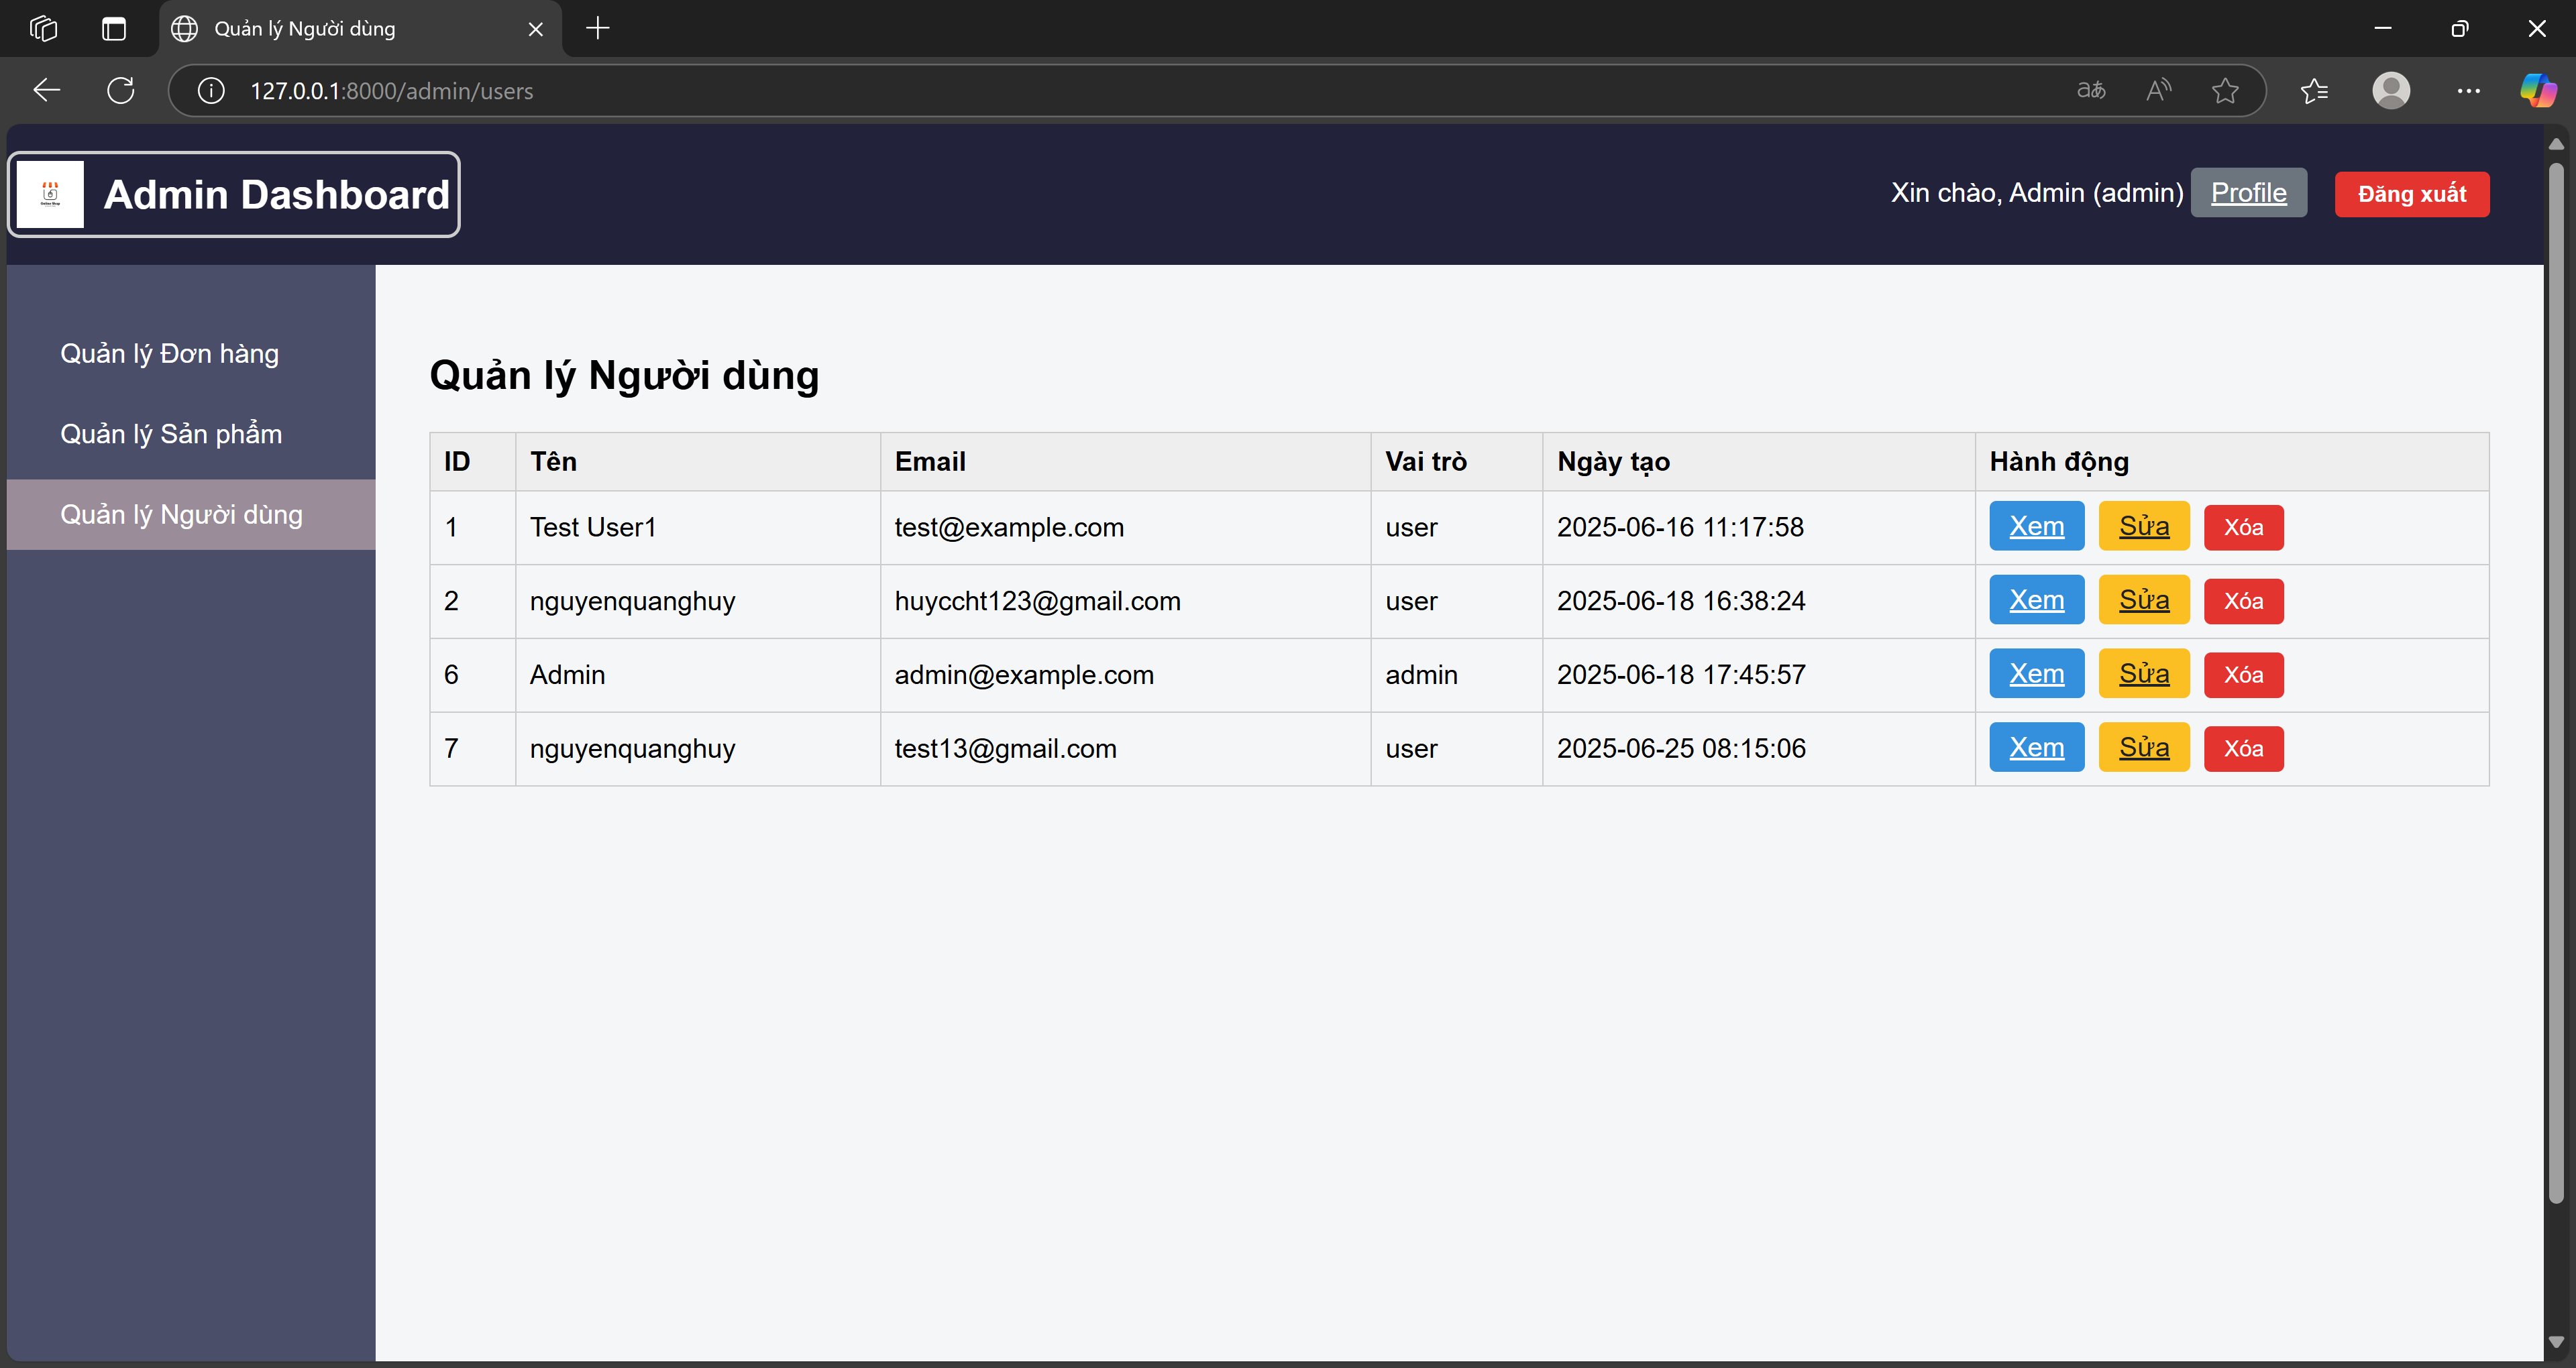 Quản lý Người dùng
127.0.0.1:8000/admin/users
Admin Dashboard
Xin chào, Admin (admin) Profile Đăng xuất
Quản lý Đơn hàng
Quản lý Sản phẩm
Quản lý Người dùng
Quản lý Người dùng
ID Tên Email Vai trò Ngày tạo Hành động
1 Test User1 test@example.com user 2025-06-16 11:17:58 Xem Sửa Xóa
2 nguyenquanghuy huyccht123@gmail.com user 2025-06-18 16:38:24 Xem Sửa Xóa
6 Admin admin@example.com admin 2025-06-18 17:45:57 Xem Sửa Xóa
7 nguyenquanghuy test13@gmail.com user 2025-06-25 08:15:06 Xem Sửa Xóa